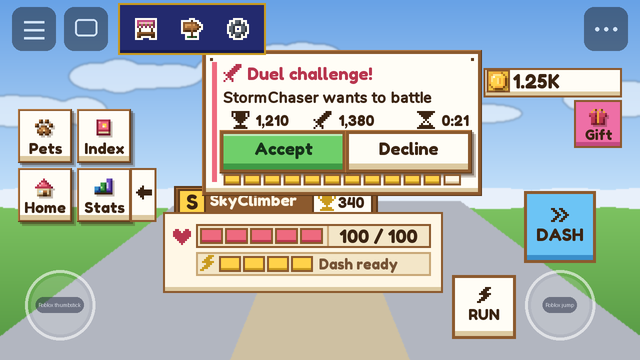 Duel challenge!
StormChaser wants to battle
1,210 1,380 0:21
Accept Decline
1.25K
Gift
Pets Index
Home Stats
S SkyClimber 340
100 / 100
Dash ready
DASH
RUN
Roblox thumbstick
Roblox jump